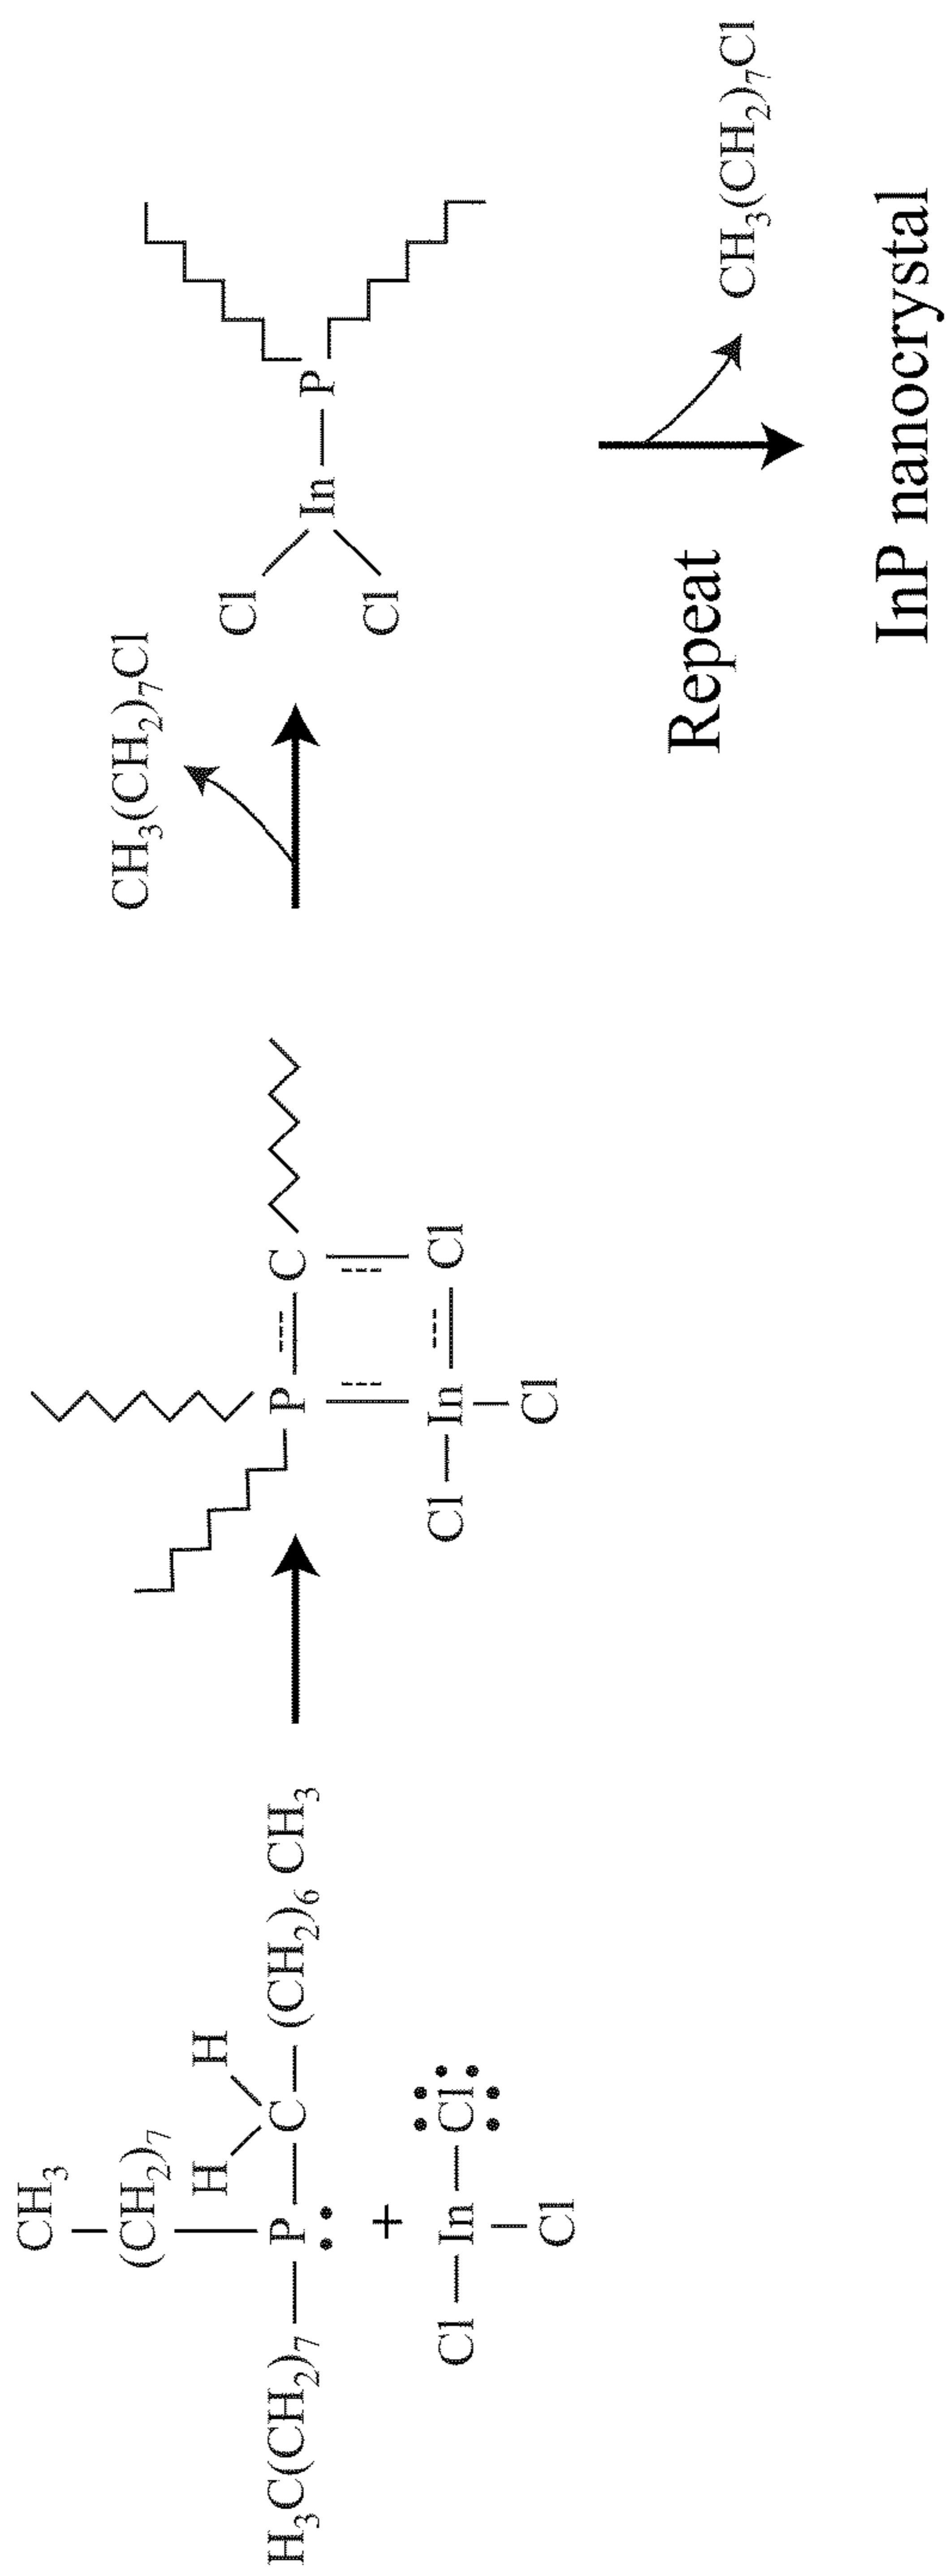 CH₃
(CH₂)₇
H H
H₃C(CH₂)₇ P C (CH₂)₆ CH₃
+
Cl In Cl
Cl
P C
Cl In Cl
Cl
CH₃(CH₂)₇Cl
Cl
In P
Cl
Repeat
CH₃(CH₂)₇Cl
InP nanocrystal